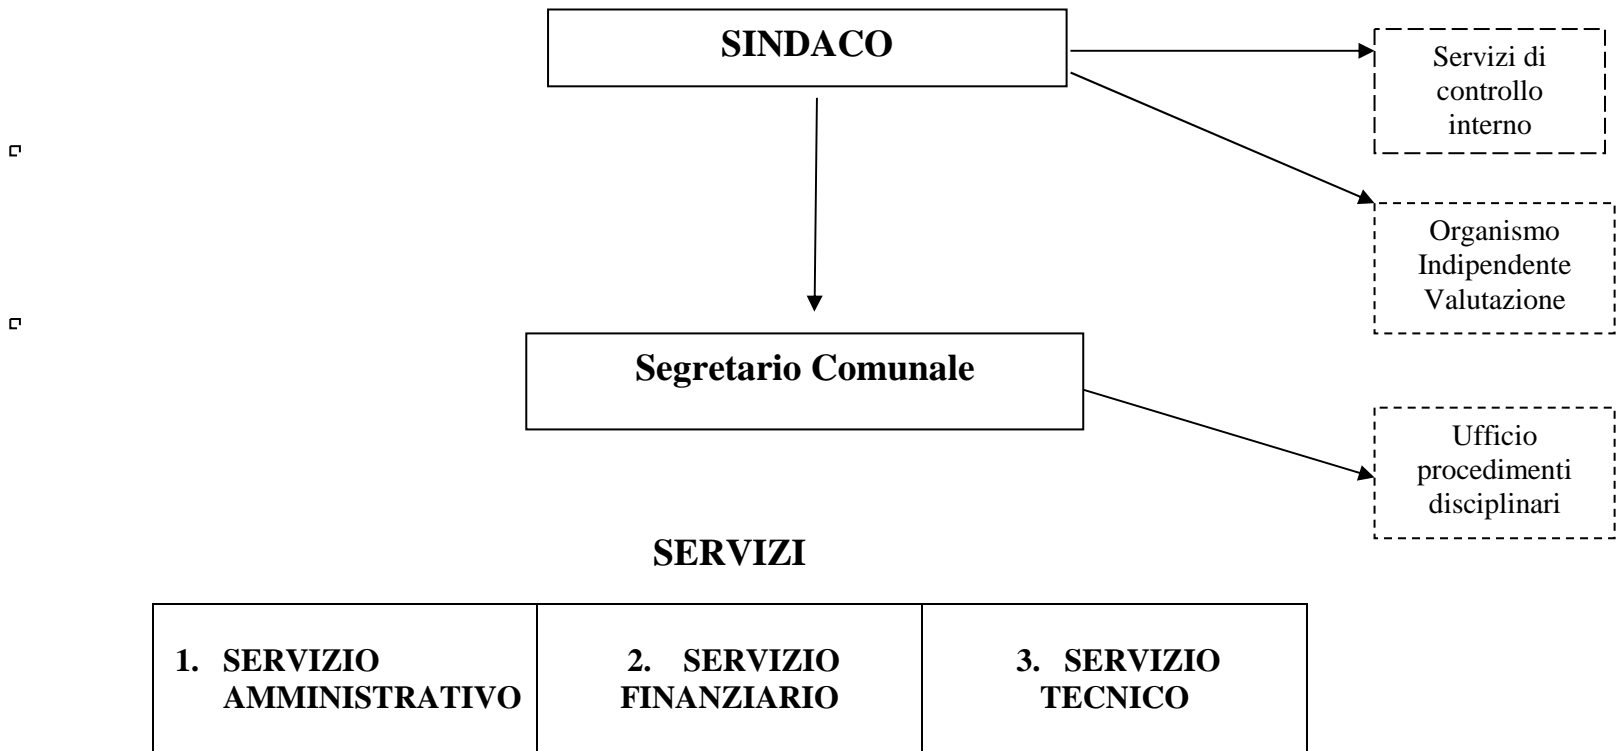 SINDACO
Servizi di
controllo
interno
Organismo
Indipendente
Valutazione
Segretario Comunale
Ufficio
procedimenti
disciplinari
SERVIZI
1. SERVIZIO
AMMINISTRATIVO
2. SERVIZIO
FINANZIARIO
3. SERVIZIO
TECNICO